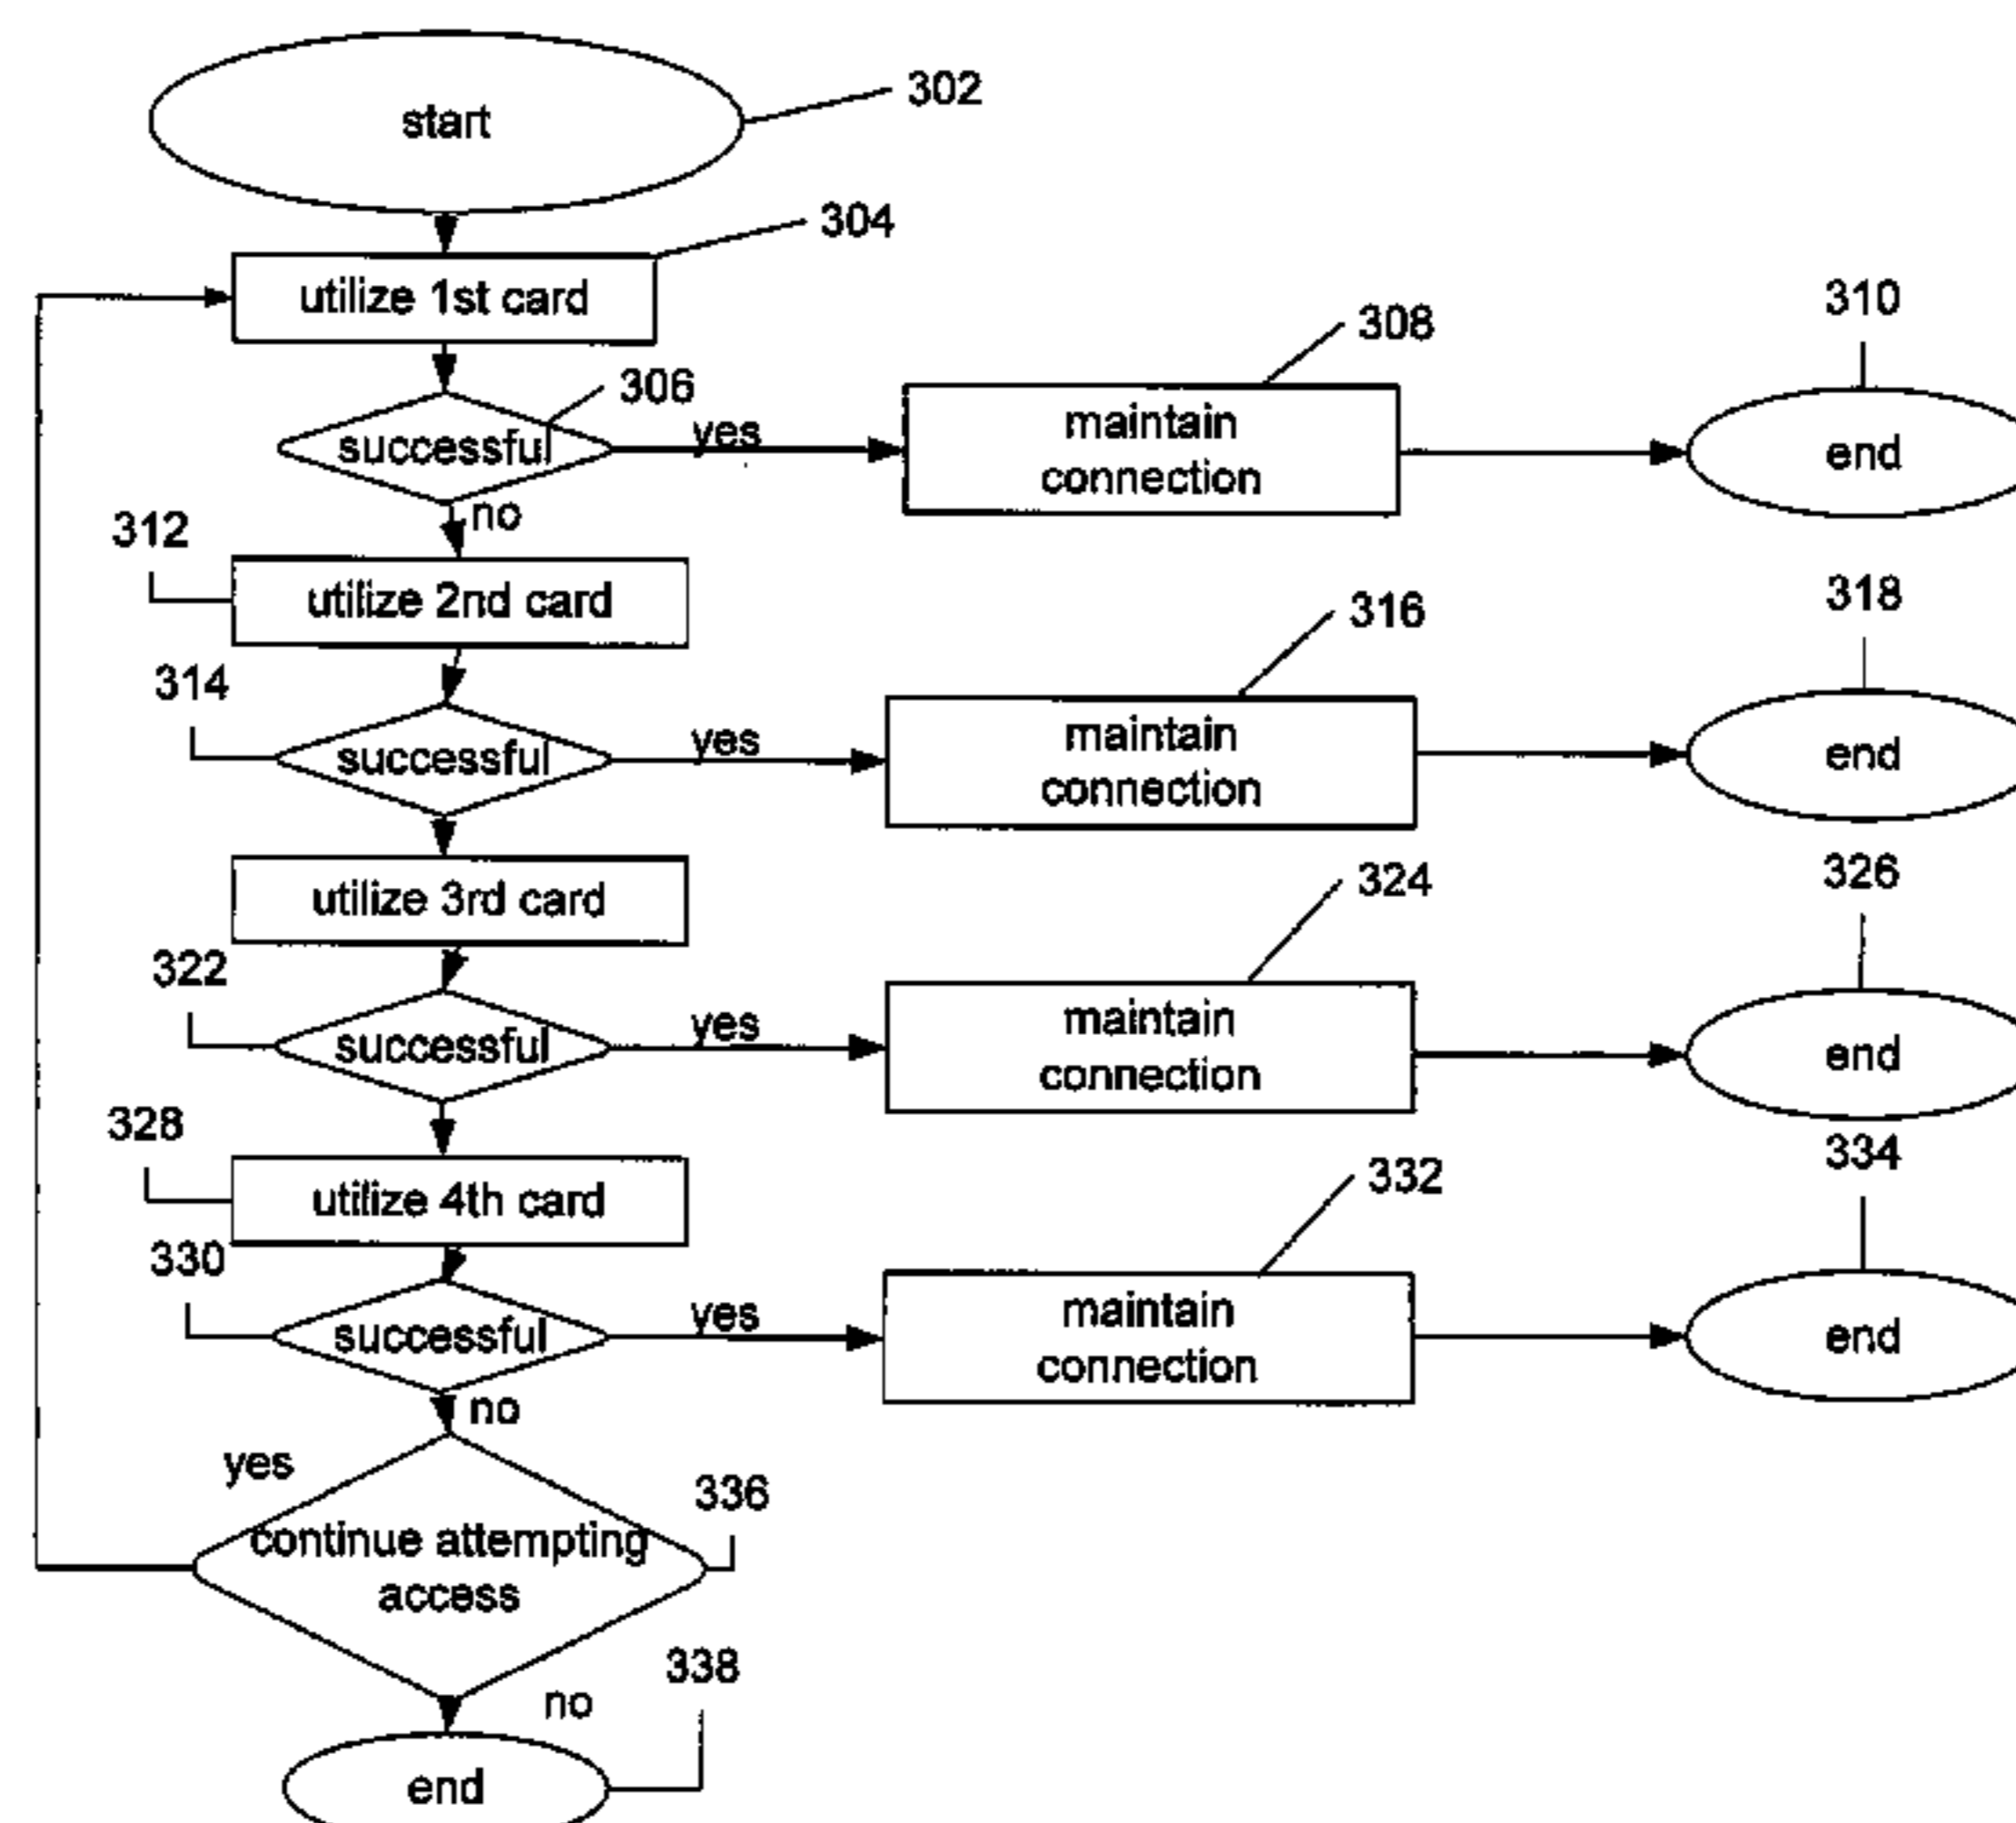 start
302
304
utilize 1st card
306
successful
yes
308
maintain
connection
310
end
no
312
utilize 2nd card
314
successful
yes
316
maintain
connection
318
end
utilize 3rd card
322
successful
yes
324
maintain
connection
326
end
328
utilize 4th card
330
successful
yes
332
maintain
connection
334
end
no
yes
336
continue attempting
access
338
no
end